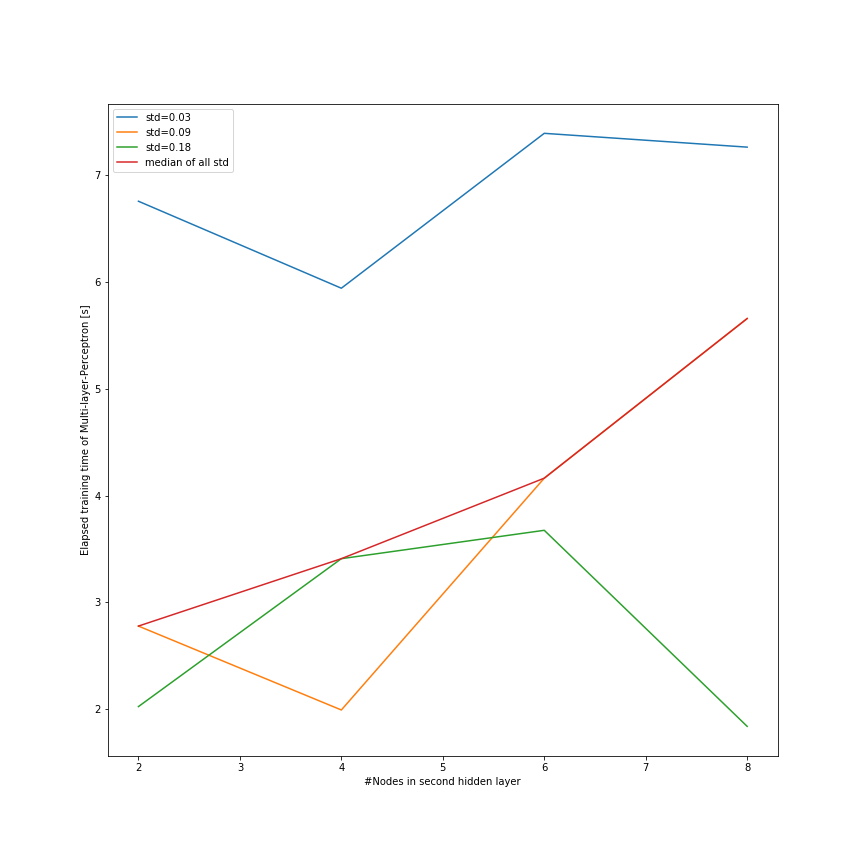 std=0.03
std=0.09
std=0.18
median of all std
7
6
5
4
3
2
Elapsed training time of Multi-layer-Perceptron [s]
2 3 4 5 6 7 8
#Nodes in second hidden layer